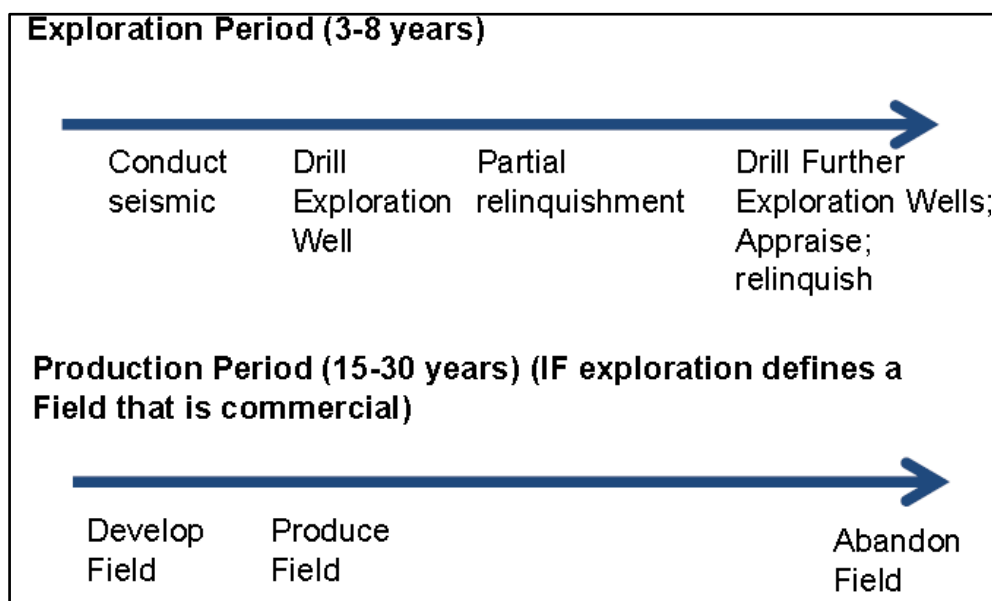 Exploration Period (3-8 years)
Conduct
seismic
Drill
Exploration
Well
Partial
relinquishment
Drill Further
Exploration Wells;
Appraise;
relinquish
Production Period (15-30 years) (IF exploration defines a
Field that is commercial)
Develop
Field
Produce
Field
Abandon
Field